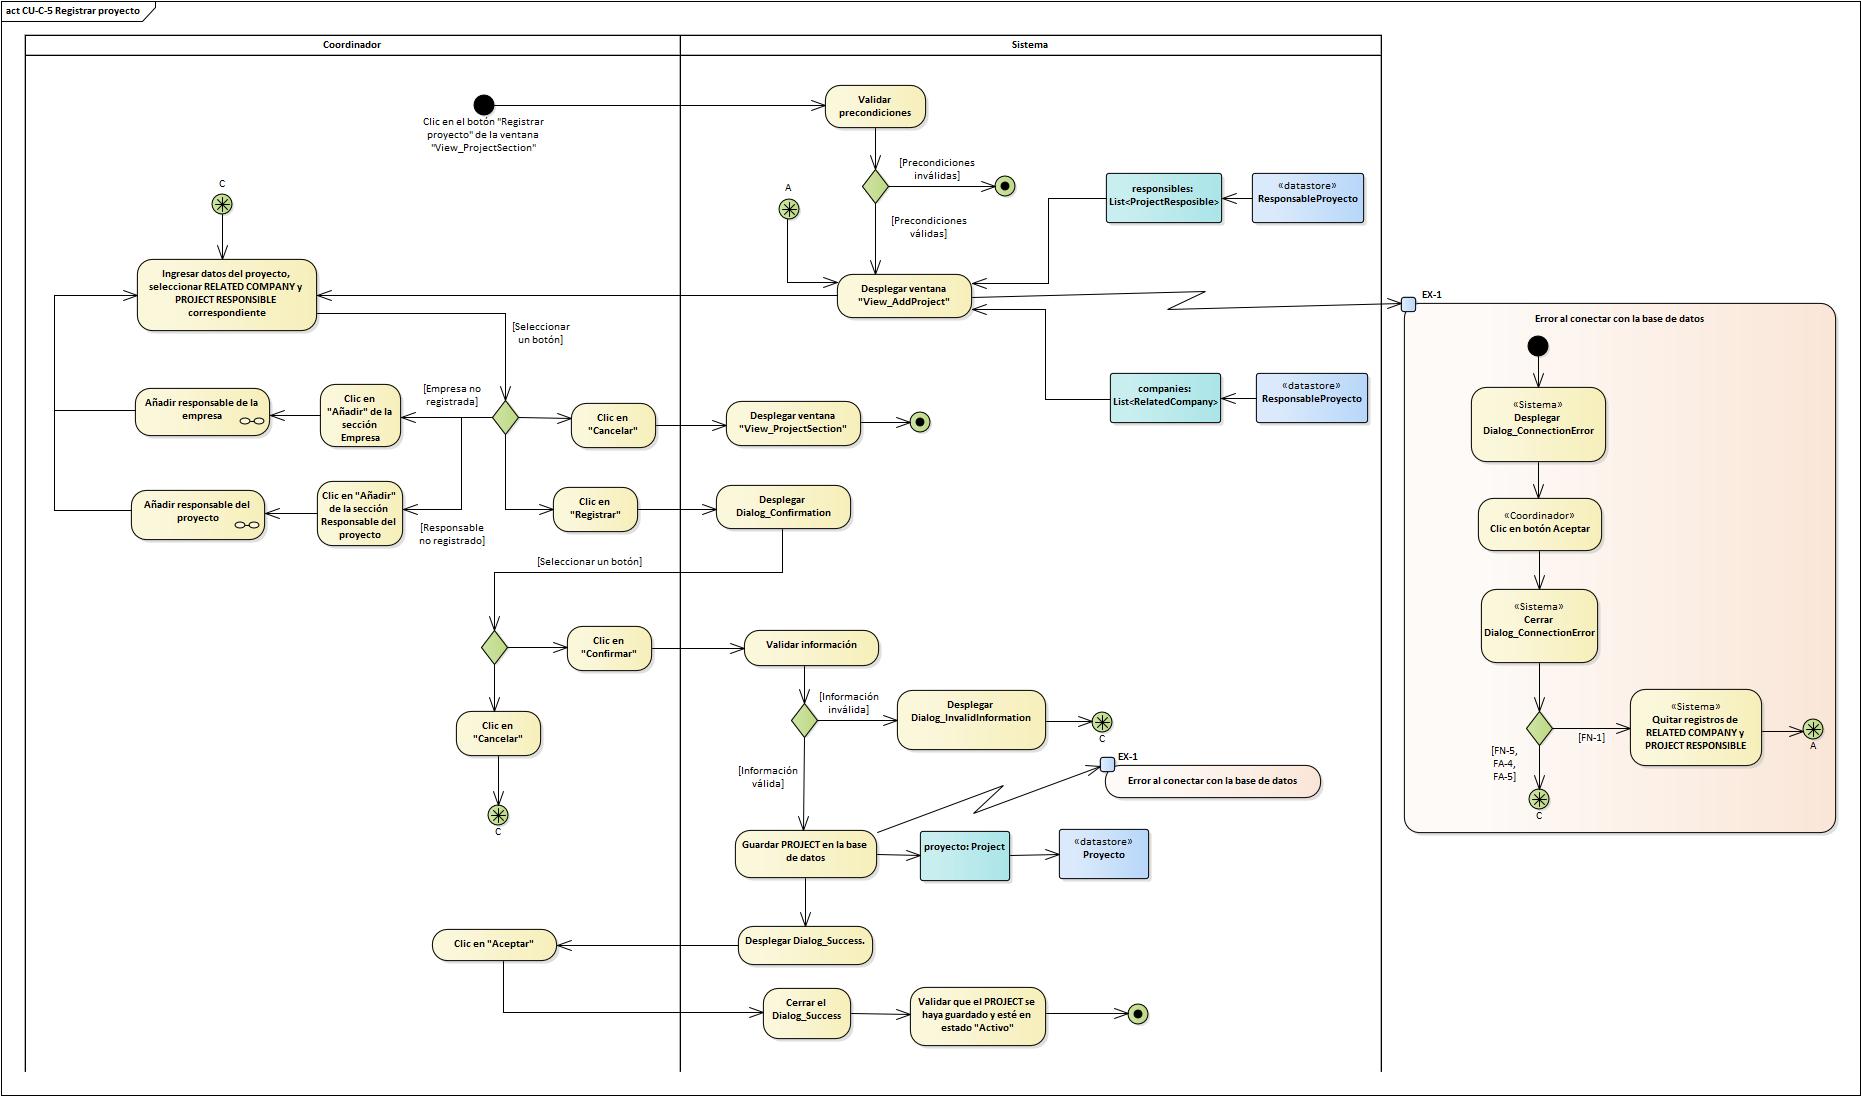 act CU-C-5 Registrar proyecto
Coordinador
Sistema
Clic en el botón "Registrar
proyecto" de la ventana
"View_ProjectSection"
Validar
precondiciones
[Precondiciones
inválidas]
[Precondiciones
válidas]
A
C
responsibles:
List<ProjectResposible>
«datastore»
ResponsableProyecto
Ingresar datos del proyecto,
seleccionar RELATED COMPANY y
PROJECT RESPONSIBLE
correspondiente
Desplegar ventana
"View_AddProject"
[Seleccionar
un botón]
companies:
List<RelatedCompany>
«datastore»
ResponsableProyecto
Añadir responsable de la
empresa
Clic en
"Añadir" de la
sección
Empresa
[Empresa no
registrada]
Clic en
"Cancelar"
Desplegar ventana
"View_ProjectSection"
Añadir responsable del
proyecto
Clic en "Añadir"
de la sección
Responsable del
proyecto
[Responsable
no registrado]
Clic en
"Registrar"
Desplegar
Dialog_Confirmation
[Seleccionar un botón]
Clic en
"Confirmar"
Validar información
[Información
inválida]
Desplegar
Dialog_InvalidInformation
C
Clic en
"Cancelar"
C
[Información
válida]
EX-1
Error al conectar con la base de datos
Guardar PROJECT en la base
de datos
proyecto: Project
«datastore»
Proyecto
Clic en "Aceptar"
Desplegar Dialog_Success.
Cerrar el
Dialog_Success
Validar que el PROJECT se
haya guardado y esté en
estado "Activo"
EX-1
Error al conectar con la base de datos
«Sistema»
Desplegar
Dialog_ConnectionError
«Coordinador»
Clic en botón Aceptar
«Sistema»
Cerrar
Dialog_ConnectionError
[FN-1]
«Sistema»
Quitar registros de
RELATED COMPANY y
PROJECT RESPONSIBLE
A
[FN-5,
FA-4,
FA-5]
C